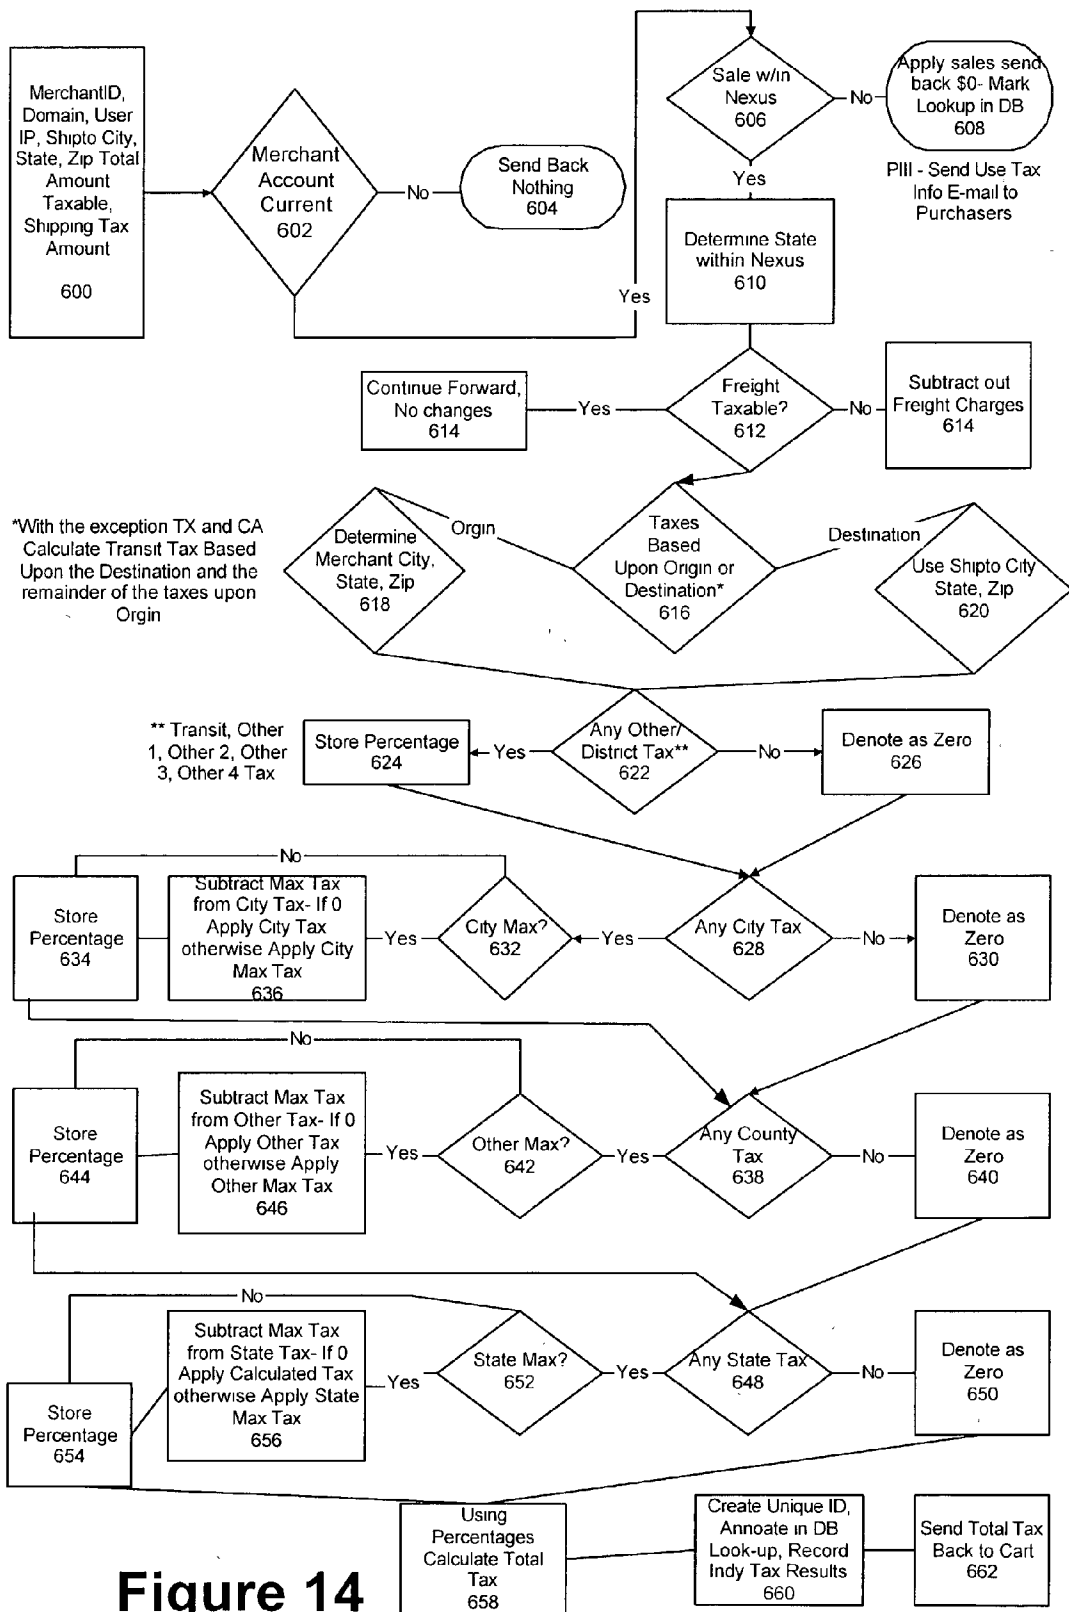 MerchantID,
Domain, User
IP, Shipto City,
State, Zip Total
Amount
Taxable,
Shipping Tax
Amount
600
Merchant
Account
Current
602
No
Send Back
Nothing
604
Yes
Sale w/in
Nexus
606
No
Apply sales send
back $0- Mark
Lookup in DB
608
PIII - Send Use Tax
Info E-mail to
Purchasers
Yes
Determine State
within Nexus
610
Continue Forward,
No changes
614
Yes
Freight
Taxable?
612
No
Subtract out
Freight Charges
614
*With the exception TX and CA
Calculate Transit Tax Based
Upon the Destination and the
remainder of the taxes upon
Orgin
Determine
Merchant City,
State, Zip
618
Orgin
Taxes
Based
Upon Origin or
Destination*
616
Destination
Use Shipto City
State, Zip
620
** Transit, Other
1, Other 2, Other
3, Other 4 Tax
Store Percentage
624
Yes
Any Other/
District Tax**
622
No
Denote as Zero
626
No
Store
Percentage
634
Subtract Max Tax
from City Tax- If 0
Apply City Tax
otherwise Apply City
Max Tax
636
Yes
City Max?
632
Yes
Any City Tax
628
No
Denote as
Zero
630
No
Store
Percentage
644
Subtract Max Tax
from Other Tax- If 0
Apply Other Tax
otherwise Apply
Other Max Tax
646
Yes
Other Max?
642
Yes
Any County
Tax
638
No
Denote as
Zero
640
No
Store
Percentage
654
Subtract Max Tax
from State Tax- If 0
Apply Calculated Tax
otherwise Apply State
Max Tax
656
Yes
State Max?
652
Yes
Any State Tax
648
No
Denote as
Zero
650
Using
Percentages
Calculate Total
Tax
658
Create Unique ID,
Annoate in DB
Look-up, Record
Indy Tax Results
660
Send Total Tax
Back to Cart
662
Figure 14